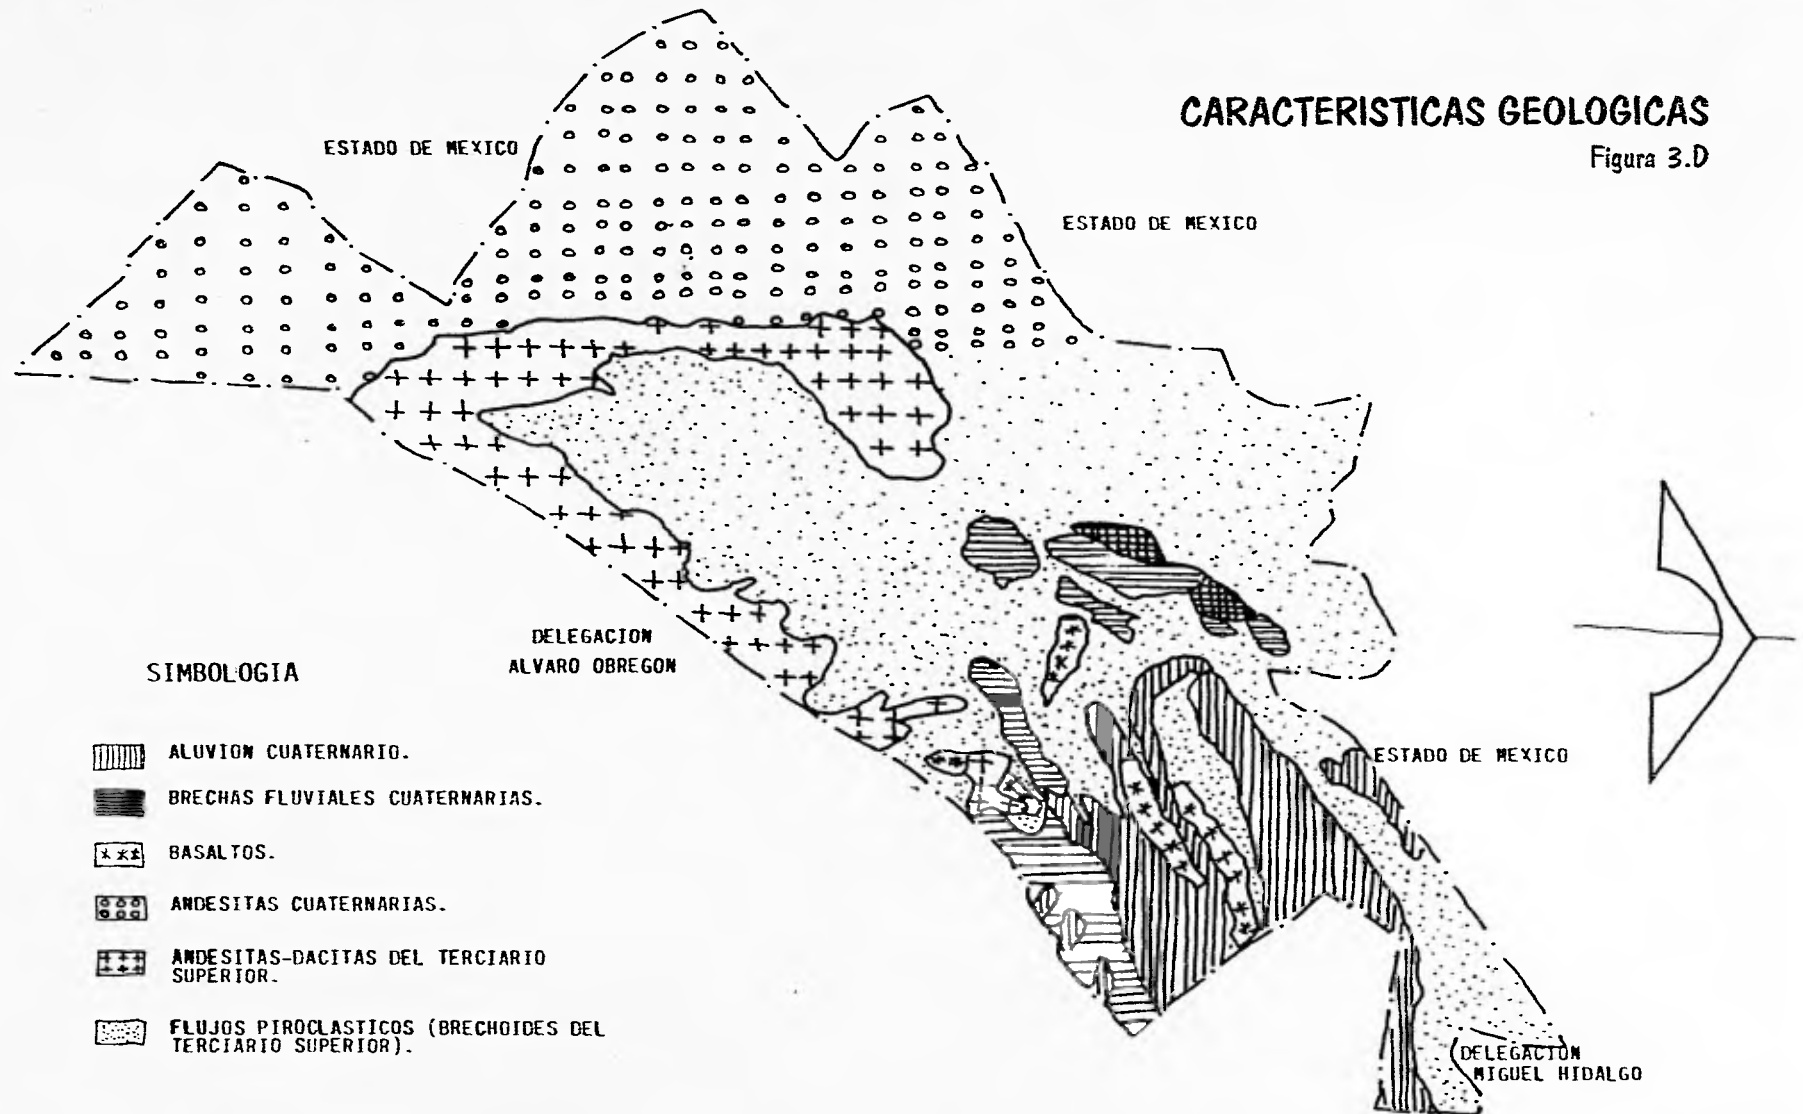 CARACTERISTICAS GEOLOGICAS
Figura 3.D
ESTADO DE MEXICO
ESTADO DE MEXICO
DELEGACION
ALVARO OBREGON
SIMBOLOGIA
ALUVION CUATERNARIO.
BRECHAS FLUVIALES CUATERNARIAS.
BASALTOS.
ANDESITAS CUATERNARIAS.
ANDESITAS-DACITAS DEL TERCIARIO
SUPERIOR.
FLUJOS PIROCLASTICOS (BRECHOIDES DEL
TERCIARIO SUPERIOR).
ESTADO DE MEXICO
DELEGACION
MIGUEL HIDALGO